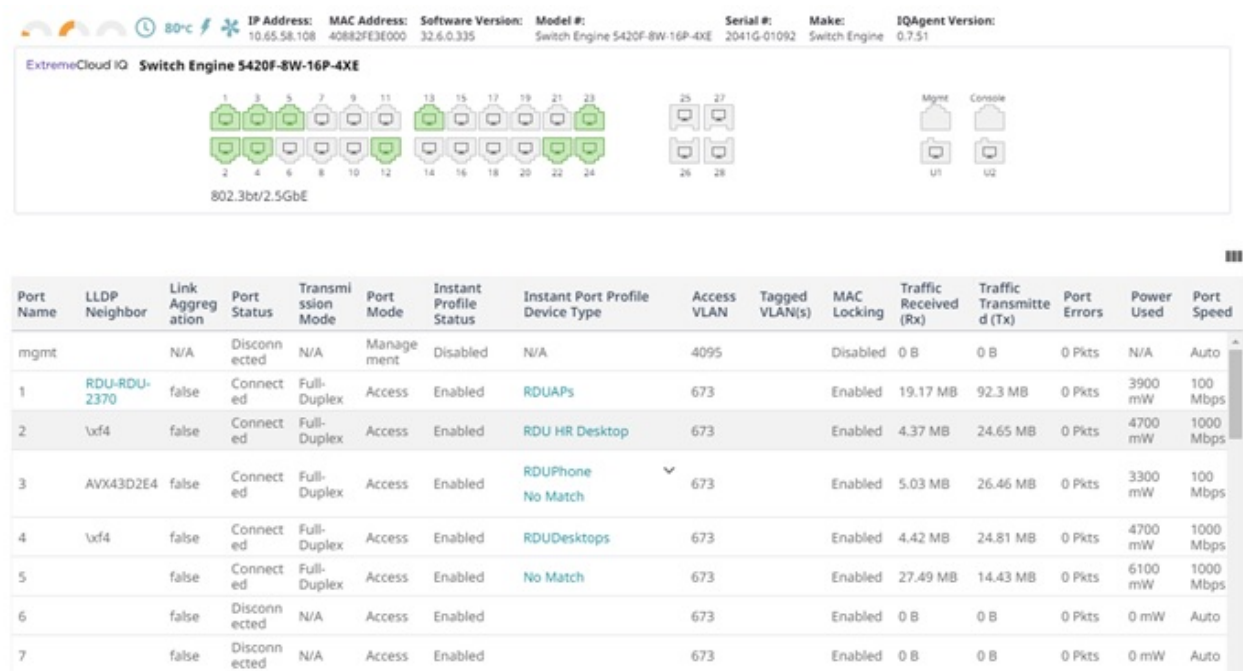 IP Address: MAC Address: Software Version: Model #: Serial #: Make: IQAgent Version:
80°C 10.65.58.108 40882FE3E000 32.6.0.335 Switch Engine 5420F-8W-16P-4XE 2041G-01092 Switch Engine 0.7.51
ExtremeCloud IQ Switch Engine 5420F-8W-16P-4XE
1 3 5 7 9 11 13 15 17 19 21 23 25 27 Mgmt Console
2 4 6 8 10 12 14 16 18 20 22 24 26 28 U1 U2
802.3bt/2.5GbE
Port Name LLDP Neighbor Link Aggregation Port Status Transmission Mode Port Mode Instant Profile Status Instant Port Profile Device Type Access VLAN Tagged VLAN(s) MAC Locking Traffic Received (Rx) Traffic Transmitted (Tx) Port Errors Power Used Port Speed
mgmt N/A Disconnected N/A Management Disabled N/A 4095 Disabled 0 B 0 B 0 Pkts N/A Auto
1 RDU-RDU-2370 false Connected Full-Duplex Access Enabled RDUAPs 673 Enabled 19.17 MB 92.3 MB 0 Pkts 3900 mW 100 Mbps
2 \xf4 false Connected Full-Duplex Access Enabled RDU HR Desktop 673 Enabled 4.37 MB 24.65 MB 0 Pkts 4700 mW 1000 Mbps
3 AVX43D2E4 false Connected Full-Duplex Access Enabled RDUPhone No Match 673 Enabled 5.03 MB 26.46 MB 0 Pkts 3300 mW 100 Mbps
4 \xf4 false Connected Full-Duplex Access Enabled RDUDesktops 673 Enabled 4.42 MB 24.81 MB 0 Pkts 4700 mW 1000 Mbps
5 false Connected Full-Duplex Access Enabled No Match 673 Enabled 27.49 MB 14.43 MB 0 Pkts 6100 mW 1000 Mbps
6 false Disconnected N/A Access Enabled 673 Enabled 0 B 0 B 0 Pkts 0 mW Auto
7 false Disconnected N/A Access Enabled 673 Enabled 0 B 0 B 0 Pkts 0 mW Auto